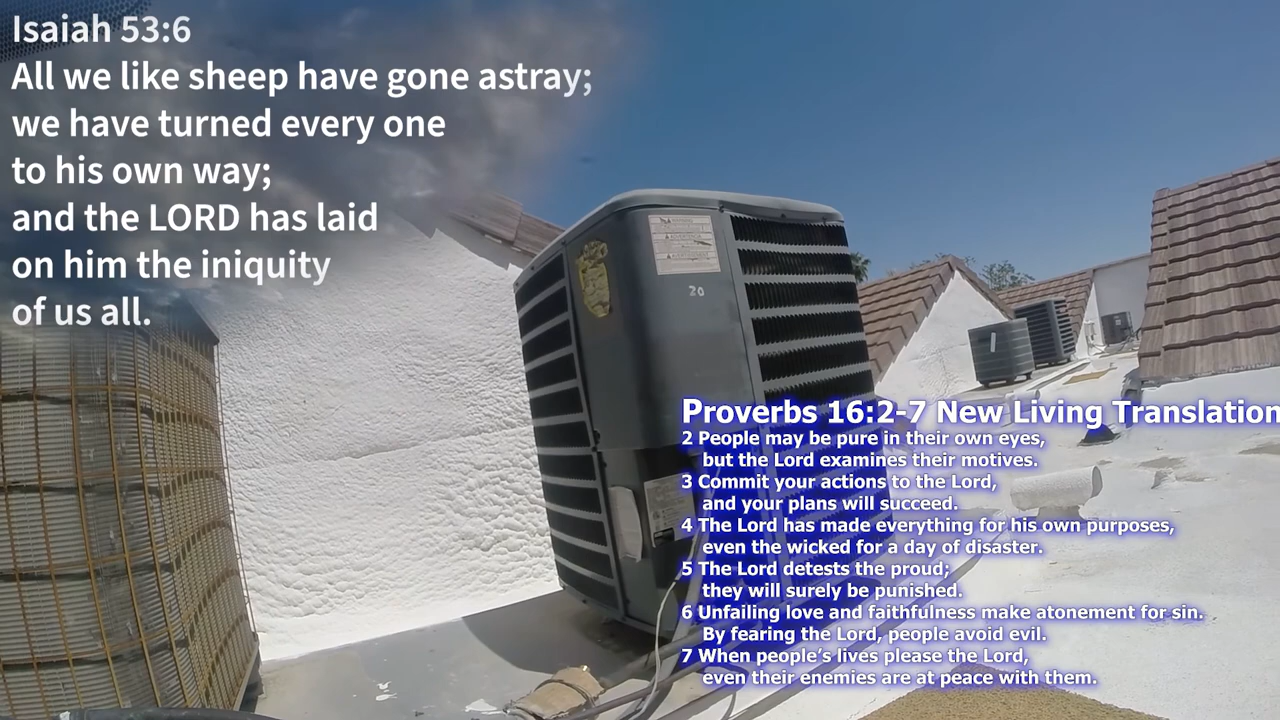 Isaiah 53:6
All we like sheep have gone astray;
we have turned every one
to his own way;
and the LORD has laid
on him the iniquity
of us all.
20
Proverbs 16:2-7 New Living Translation
2 People may be pure in their own eyes,
but the Lord examines their motives.
3 Commit your actions to the Lord,
and your plans will succeed.
4 The Lord has made everything for his own purposes,
even the wicked for a day of disaster.
5 The Lord detests the proud;
they will surely be punished.
6 Unfailing love and faithfulness make atonement for sin.
By fearing the Lord, people avoid evil.
7 When people’s lives please the Lord,
even their enemies are at peace with them.